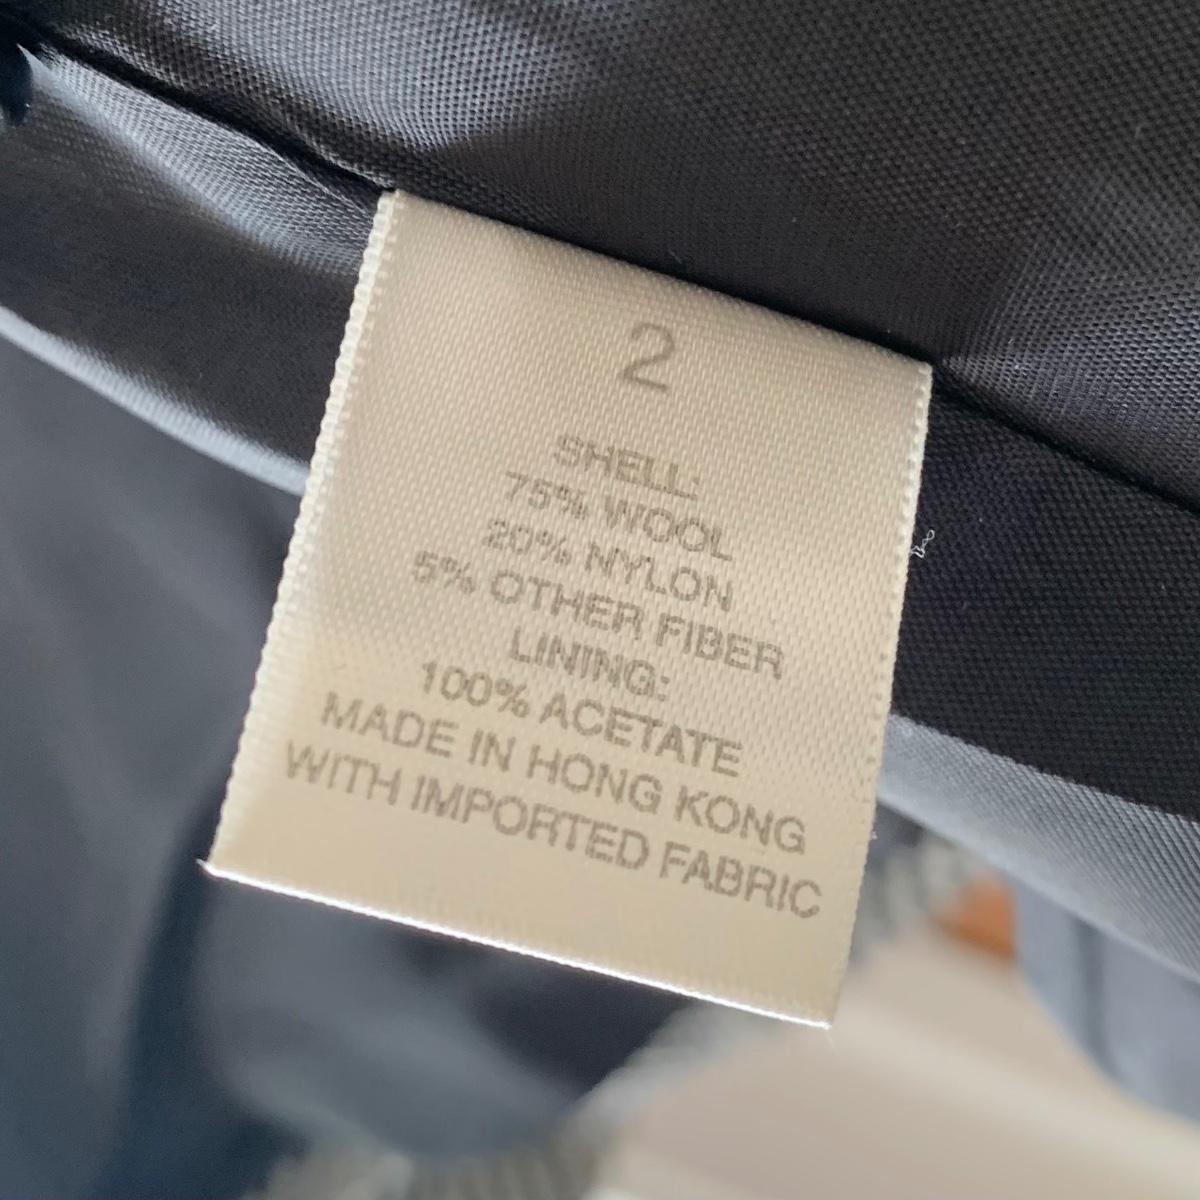 2
SHELL:
75% WOOL
20% NYLON
5% OTHER FIBER
LINING:
100% ACETATE
MADE IN HONG KONG
WITH IMPORTED FABRIC